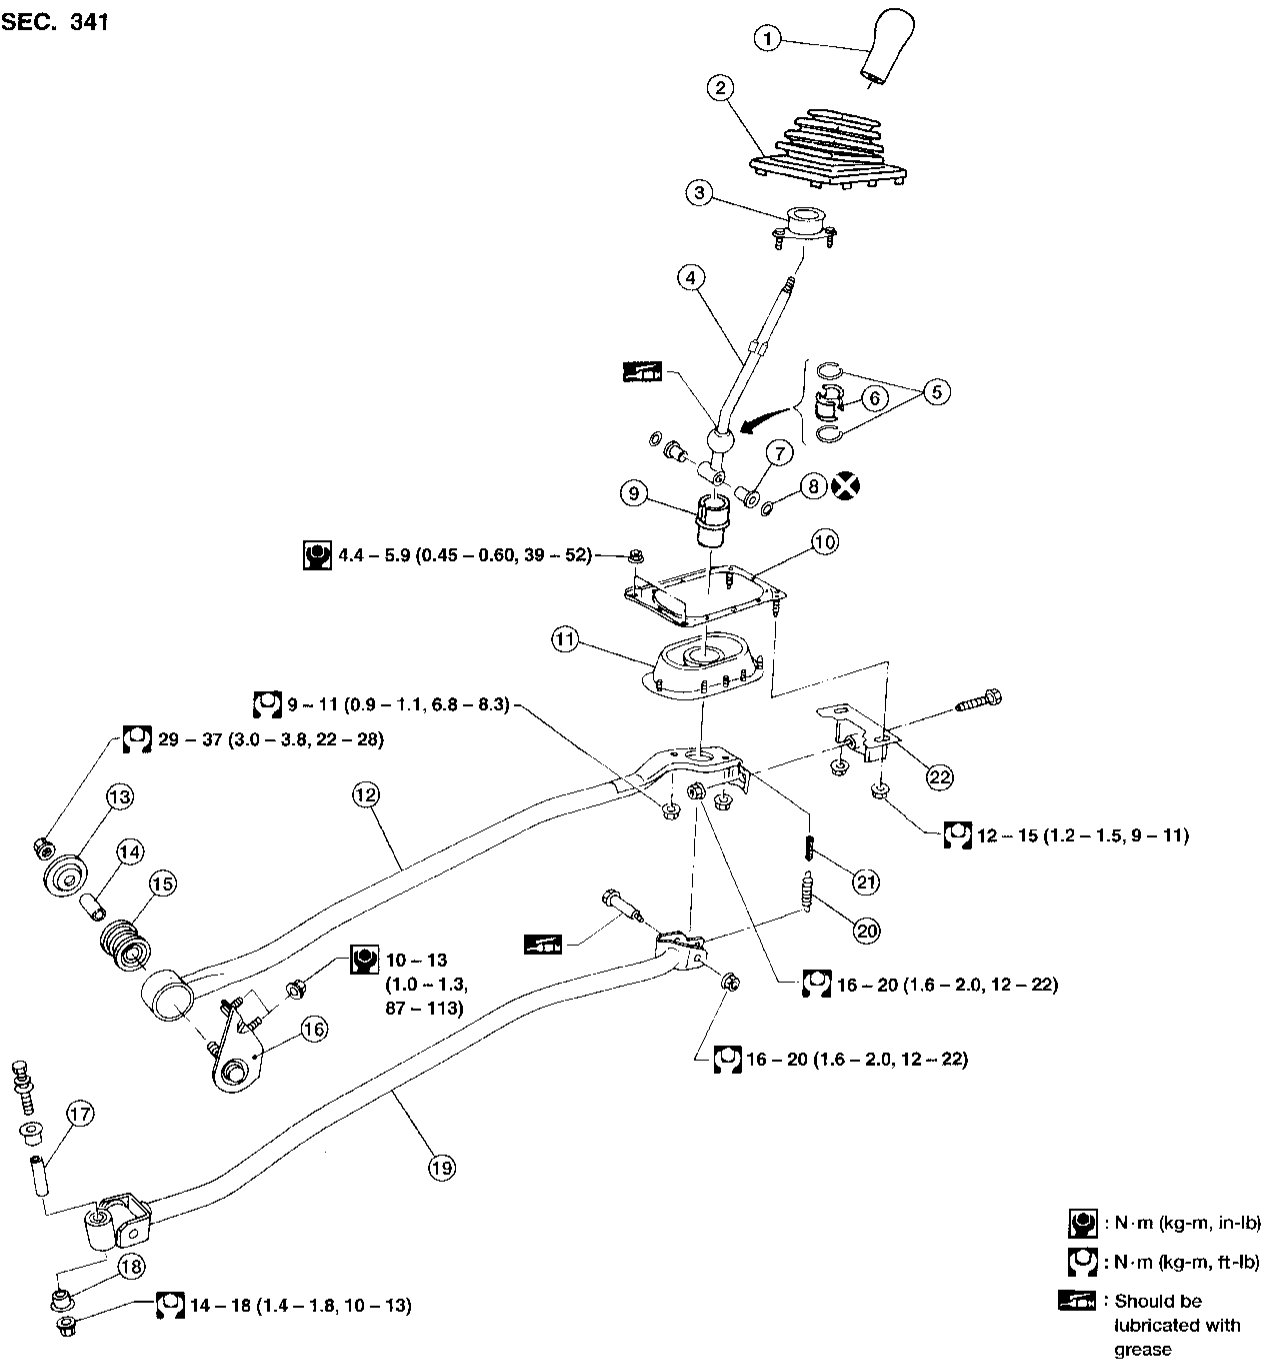 SEC. 341
1
2
3
4
5
6
7
8
9
4.4 – 5.9 (0.45 – 0.60, 39 – 52)
10
11
9 – 11 (0.9 – 1.1, 6.8 – 8.3)
29 – 37 (3.0 – 3.8, 22 – 28)
22
13
12
12 – 15 (1.2 – 1.5, 9 – 11)
14
15
21
20
10 – 13
(1.0 – 1.3,
87 – 113)
16 – 20 (1.6 – 2.0, 12 – 22)
16
16 – 20 (1.6 – 2.0, 12 – 22)
17
19
18
14 – 18 (1.4 – 1.8, 10 – 13)
: N·m (kg-m, in-lb)
: N·m (kg-m, ft-lb)
: Should be
lubricated with
grease